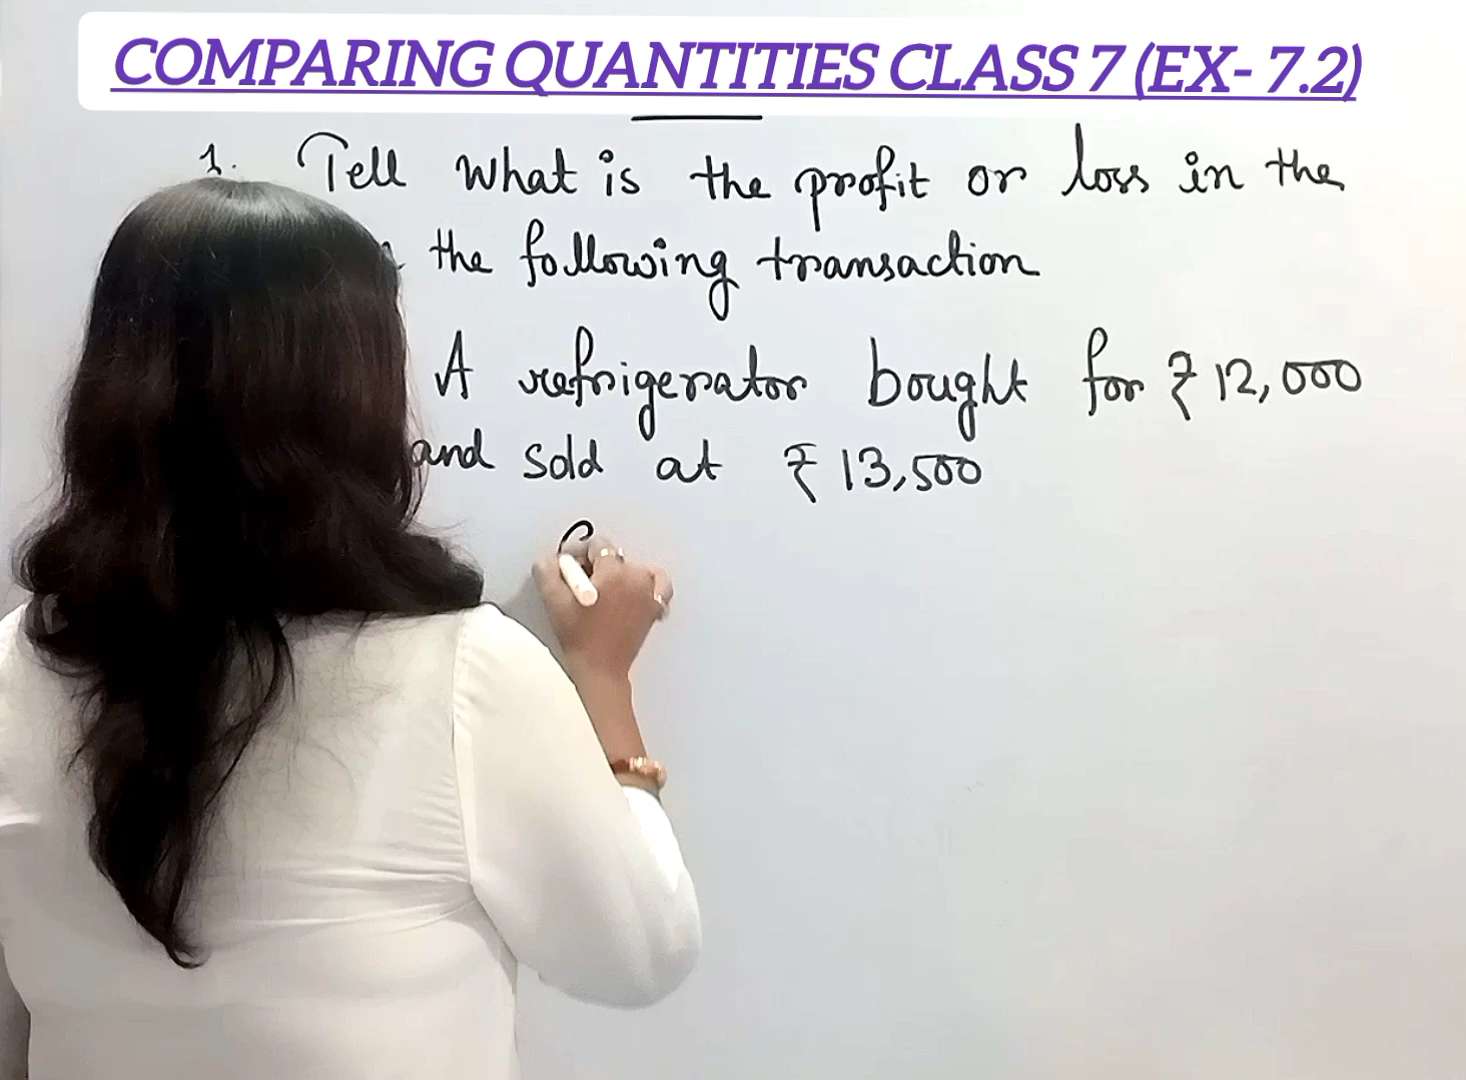 COMPARING QUANTITIES CLASS 7 (EX- 7.2)
1. Tell what is the profit or loss in the
the following transaction
A refrigerator bought for ₹ 12,000
and sold at ₹ 13,500
C